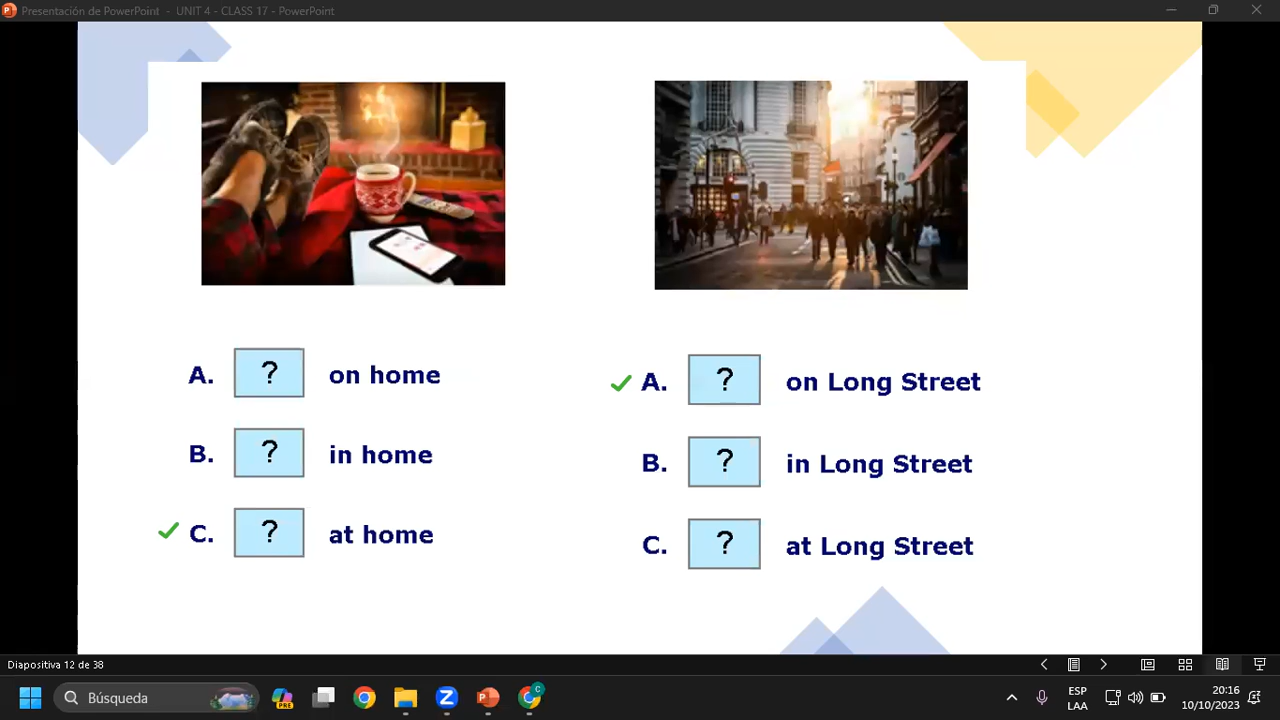 Presentación de PowerPoint - UNIT 4 - CLASS 17 - PowerPoint
A. ? on home
B. ? in home
✓ C. ? at home
✓ A. ? on Long Street
B. ? in Long Street
C. ? at Long Street
Diapositiva 12 de 38
Búsqueda
PRE
ESP
LAA
20:16
10/10/2023